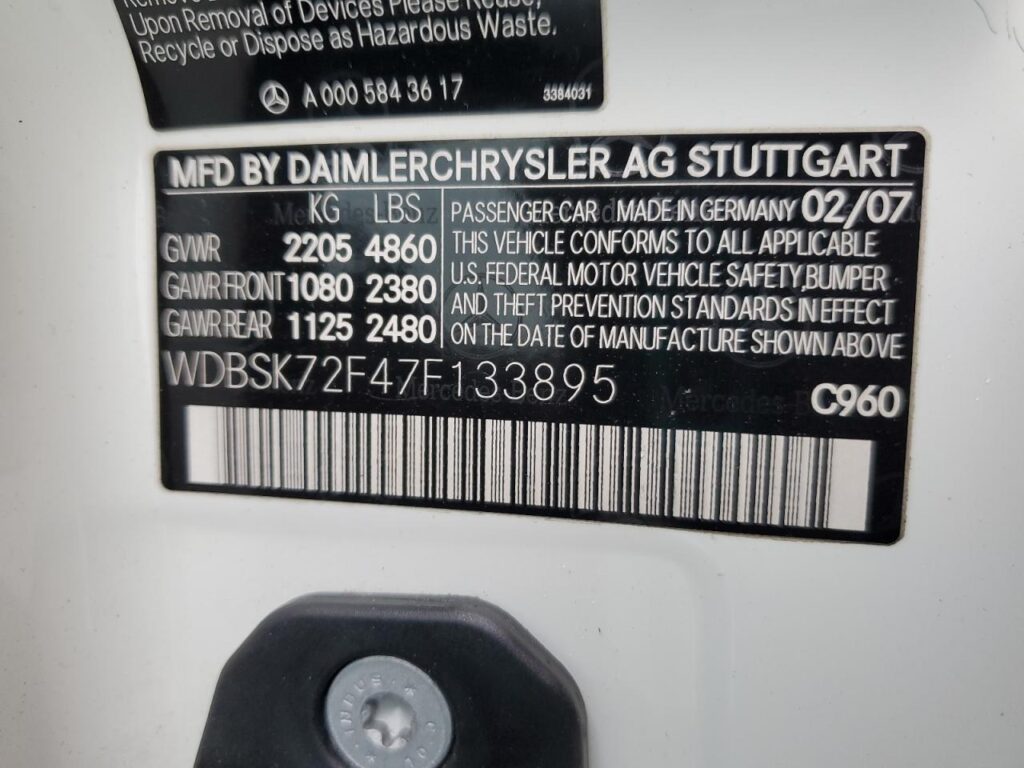 Upon Removal of Devices Please Reuse,
Recycle or Dispose as Hazardous Waste.
A 000 584 36 17
3384031
MFD BY DAIMLERCHRYSLER AG STUTTGART
KG LBS
GVWR 2205 4860
GAWR FRONT 1080 2380
GAWR REAR 1125 2480
PASSENGER CAR MADE IN GERMANY 02/07
THIS VEHICLE CONFORMS TO ALL APPLICABLE
U.S. FEDERAL MOTOR VEHICLE SAFETY,BUMPER
AND THEFT PREVENTION STANDARDS IN EFFECT
ON THE DATE OF MANUFACTURE SHOWN ABOVE
WDBSK72F47F133895
C960
Mercedes-Benz